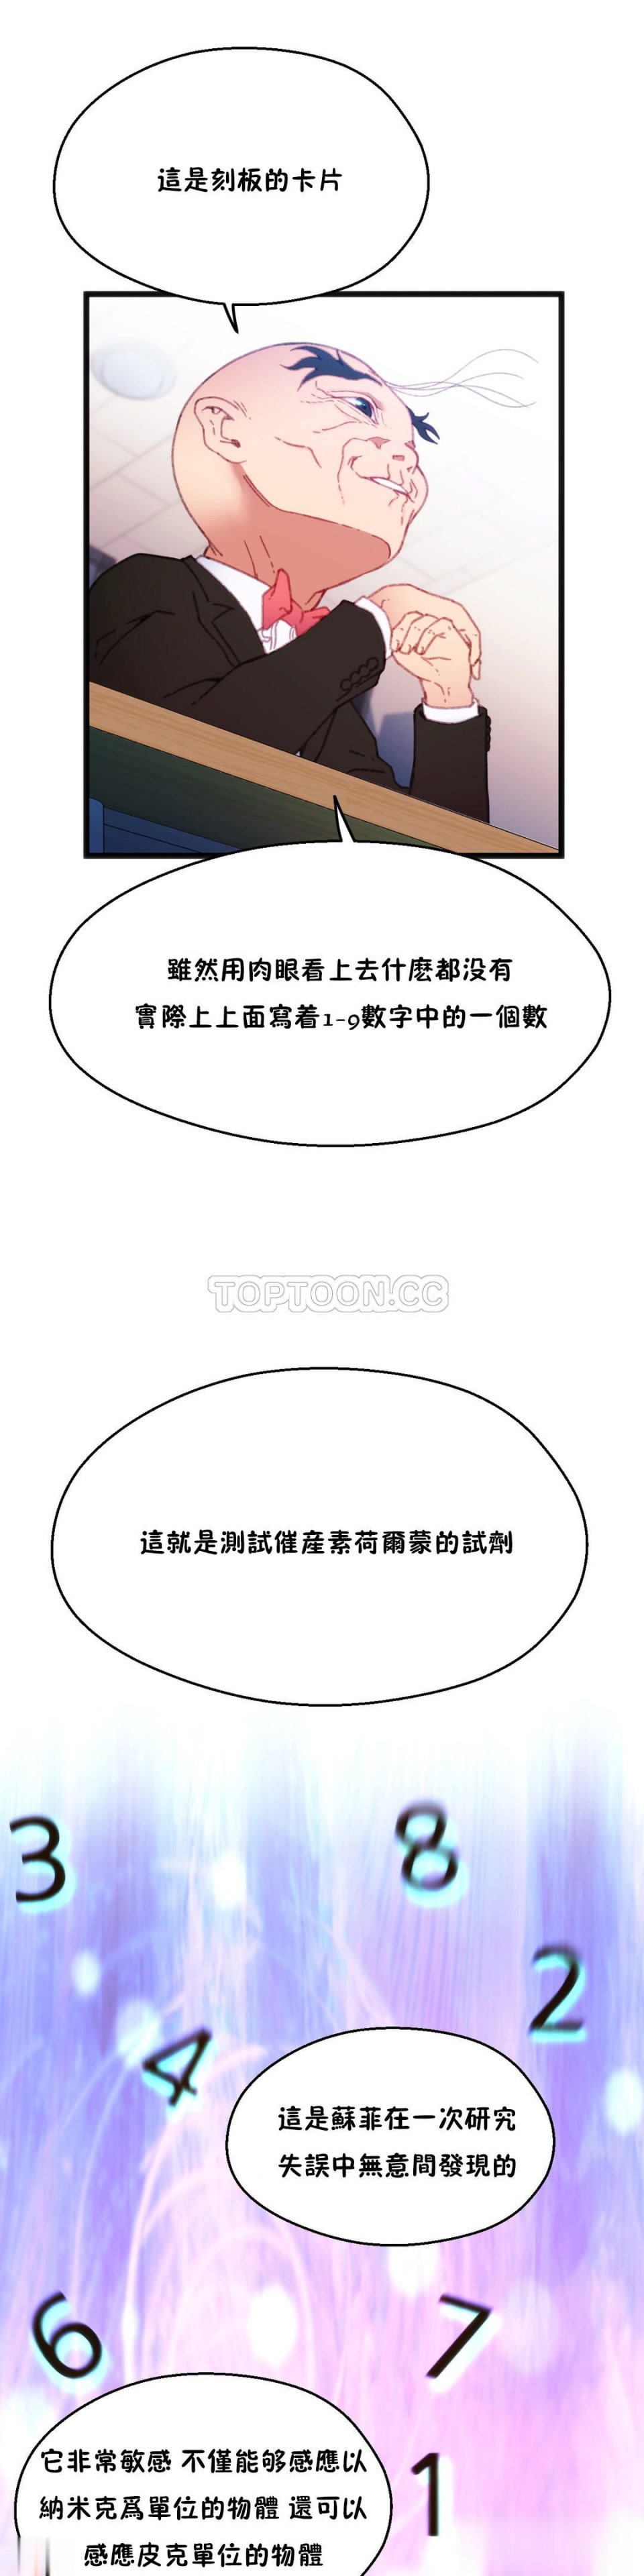 這是刻板的卡片
雖然用肉眼看上去什麽都没有
實際上上面寫着1-9數字中的一個數
TOPTOON.CC
這就是測試催産素荷爾蒙的試劑
3
8
2
4
這是蘇菲在一次研究
失誤中無意間發現的
6
7
1
它非常敏感 不僅能够感應以
納米克爲單位的物體 還可以
感應皮克單位的物體